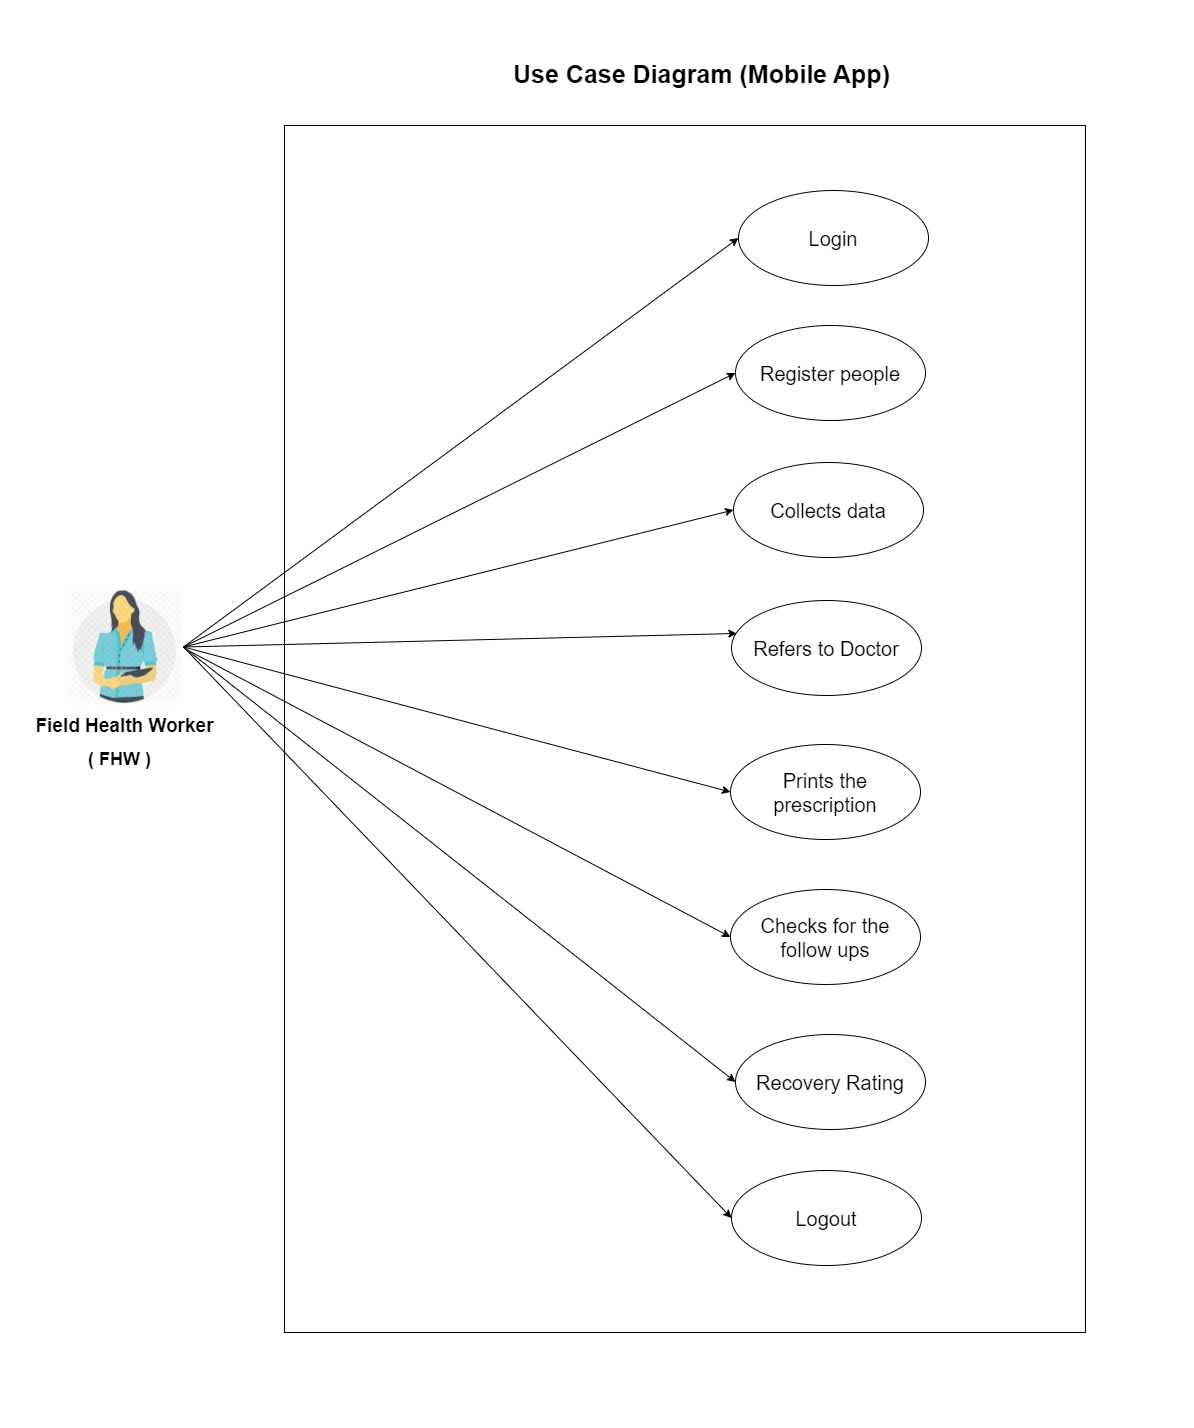 Use Case Diagram (Mobile App)
Login
Register people
Collects data
Refers to Doctor
Field Health Worker
( FHW )
Prints the
prescription
Checks for the
follow ups
Recovery Rating
Logout